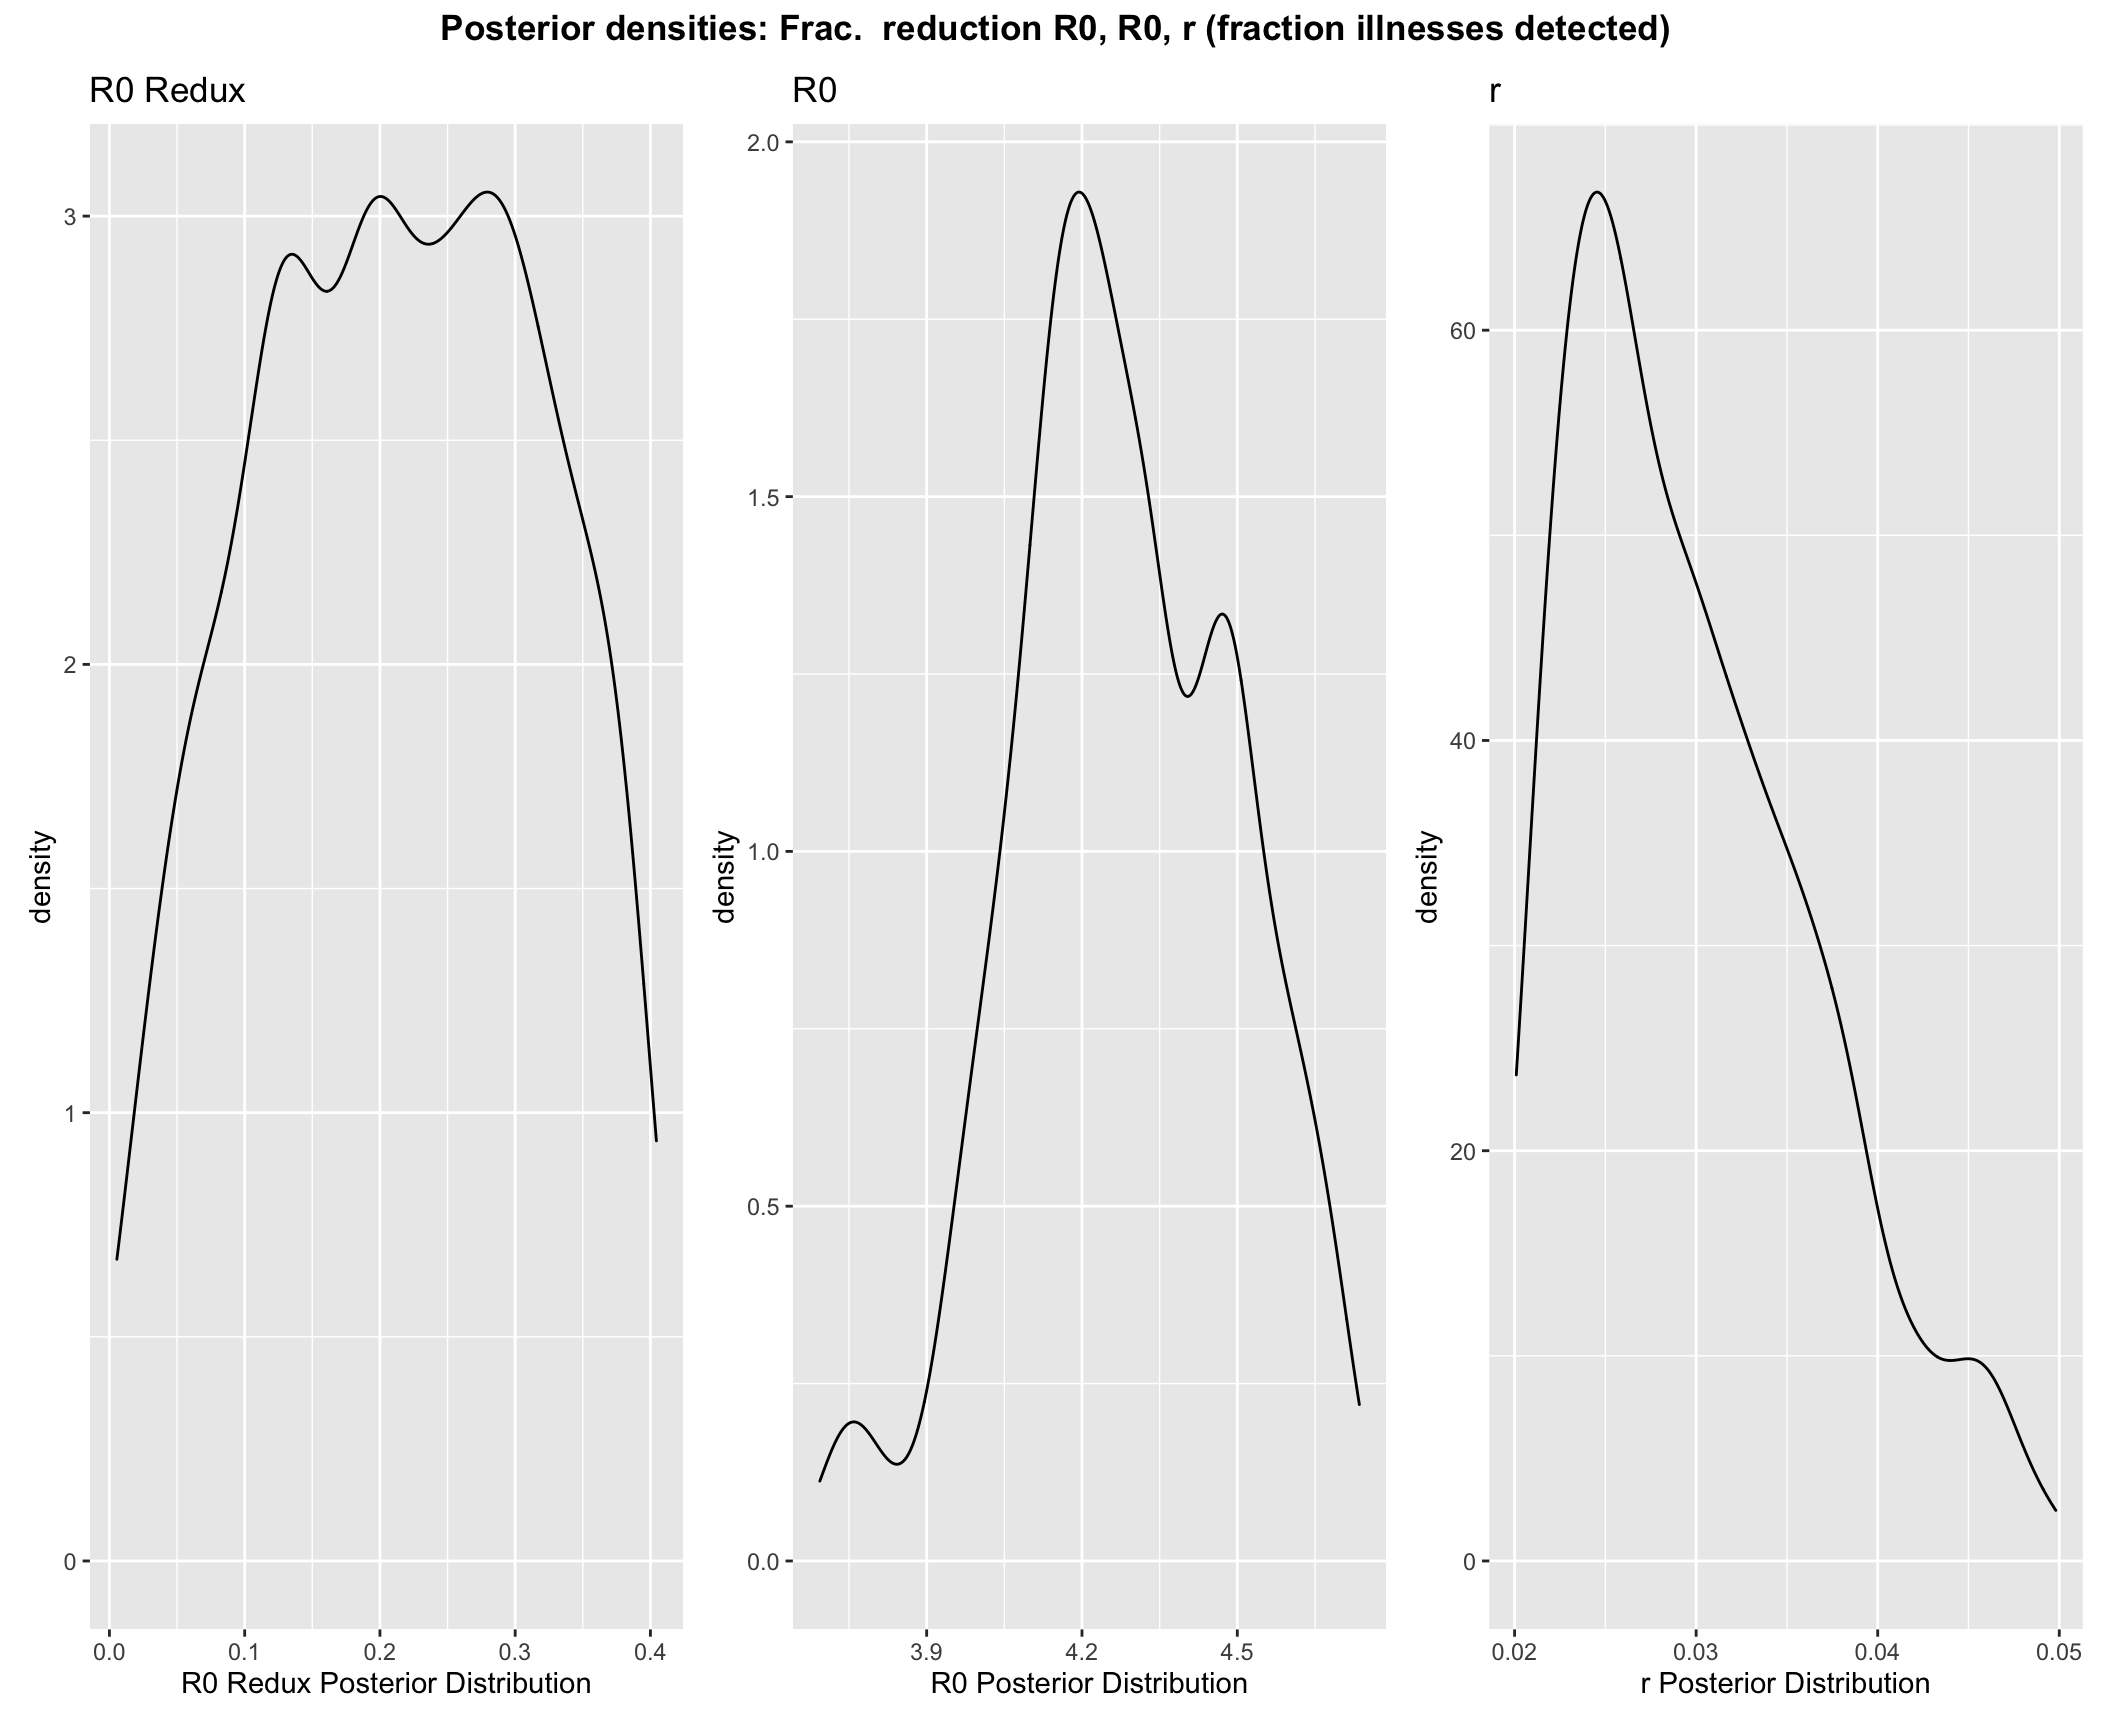 Posterior densities: Frac.  reduction R0, R0, r (fraction illnesses detected)
R0 Redux
density
3
2
1
0
0.0 0.1 0.2 0.3 0.4
R0 Redux Posterior Distribution
R0
density
2.0
1.5
1.0
0.5
0.0
3.9 4.2 4.5
R0 Posterior Distribution
r
density
60
40
20
0
0.02 0.03 0.04 0.05
r Posterior Distribution